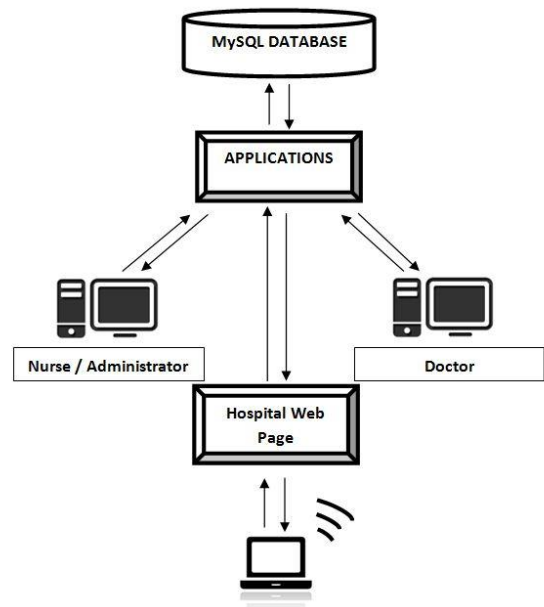 MySQL DATABASE
APPLICATIONS
Nurse / Administrator
Doctor
Hospital Web
Page